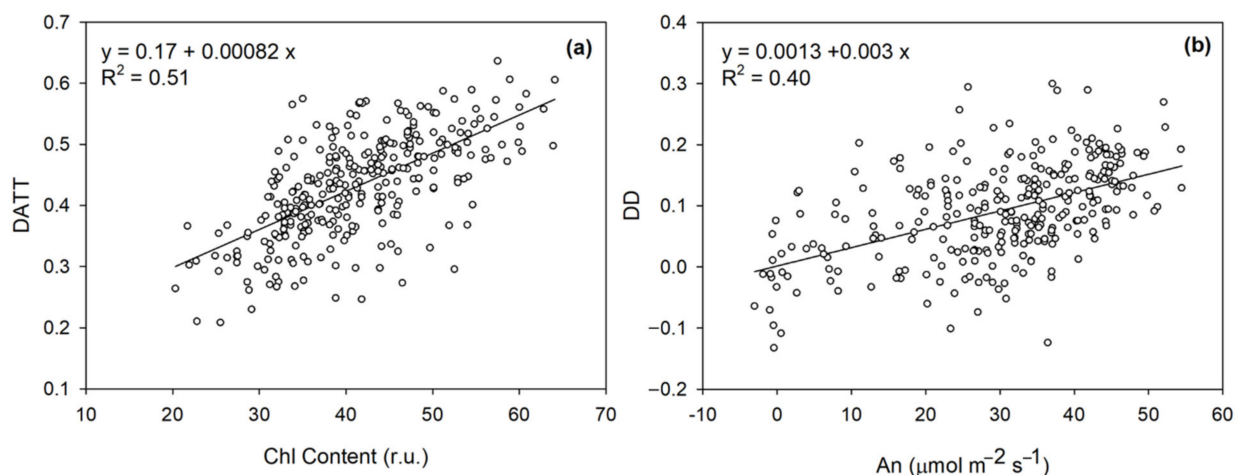 y = 0.17 + 0.00082 x
R² = 0.51
(a)
0.7
0.6
0.5
0.4
0.3
0.2
0.1
DATT
10 20 30 40 50 60 70
Chl Content (r.u.)
y = 0.0013 +0.003 x
R² = 0.40
(b)
0.4
0.3
0.2
0.1
0.0
−0.1
−0.2
DD
-10 0 10 20 30 40 50 60
An (μmol m⁻² s⁻¹)